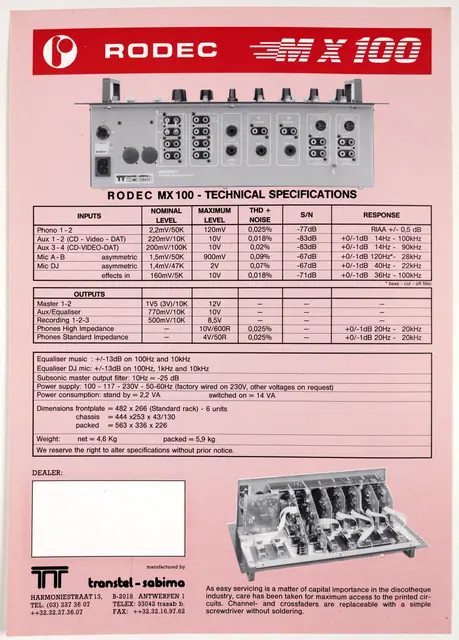 RODEC MX100
RODEC MX100 - TECHNICAL SPECIFICATIONS
INPUTS NOMINAL LEVEL MAXIMUM LEVEL THD + NOISE S/N RESPONSE
Phono 1 - 2 2,2mV/50K 120mV 0,025% -77dB RIAA +/- 0,5 dB
Aux 1 - 2 (CD - Video - DAT) 220mV/10K 10V 0,018% -83dB +0/-1dB 14Hz - 100kHz
Aux 3 - 4 (CD-VIDEO-DAT) 200mV/10K 10V 0,02% -83dB +0/-1dB 14Hz - 90kHz
Mic A - B asymmetric 1,5mV/50K 900mV 0,09% -67dB +0/-1dB 120Hz* - 28kHz
Mic DJ asymmetric 1,4mV/47K 2V 0,07% -67dB +0/-1dB 40Hz - 22kHz
effects in 160mV/5K 10V 0,018% -71dB +0/-1dB 36Hz - 100kHz
* base - cut - off filter
OUTPUTS
Master 1-2 1V5 (3V)/10K 12V – – –
Aux/Equaliser 770mV/10K 10V – – –
Recording 1-2-3 500mV/10K 8,5V – – –
Phones High Impedance – 10V/600R 0,025% – +0/-1dB 20Hz - 20kHz
Phones Standard Impedance – 4V/50R 0,025% – +0/-1dB 20Hz - 20kHz
Equaliser music : +/-13dB on 100Hz and 10kHz
Equaliser DJ mic: +/-13dB on 100Hz, 1kHz and 10kHz
Subsonic master output filter: 10Hz = -25 dB
Power supply: 100 - 117 - 230V - 50-60Hz (factory wired on 230V, other voltages on request)
Power consumption: stand by = 2,2 VA switched on = 14 VA
Dimensions frontplate = 482 x 266 (Standard rack) - 6 units
chassis = 444 x253 x 43/130
packed = 563 x 336 x 226
Weight: net = 4,6 Kg packed = 5,9 kg
We reserve the right to alter specifications without prior notice.
DEALER:
manufactured by
transtel-sabima
HARMONIESTRAAT 13, B-2018 ANTWERPEN 1
TEL. (03) 237 36 07 TELEX: 33042 trasab b.
++32.32.37.36.07 FAX: ++32.32.16.97.62
As easy servicing is a matter of capital importance in the discotheque
industry, care has been taken for maximum access to the printed cir-
cuits. Channel- and crossfaders are replaceable with a simple
screwdriver without soldering.